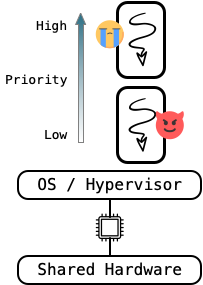 High
Priority
Low
OS / Hypervisor
Shared Hardware